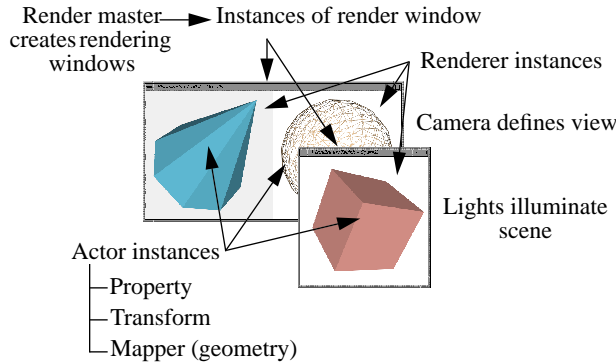 Render master
creates rendering
windows
Instances of render window
Renderer instances
Camera defines view
Lights illuminate
scene
Actor instances
Property
Transform
Mapper (geometry)